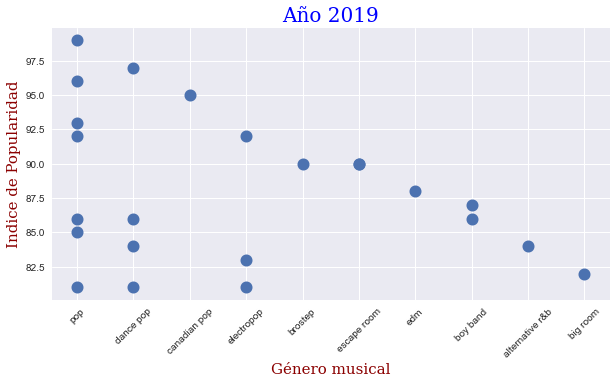 Año 2019
Indice de Popularidad
97.5
95.0
92.5
90.0
87.5
85.0
82.5
pop
dance pop
canadian pop
electropop
brostep
escape room
edm
boy band
alternative r&b
big room
Género musical